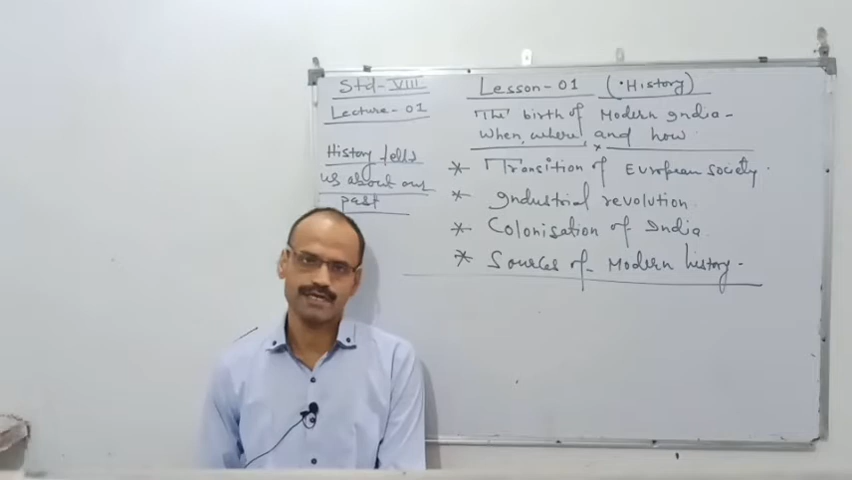 Std-VIII
Lecture-01
History tells
us about our
past
Lesson-01 (·History)
The birth of Modern India-
when, where, and how
* Transition of European society.
* Industrial revolution
* Colonisation of India.
* Sources of Modern history.